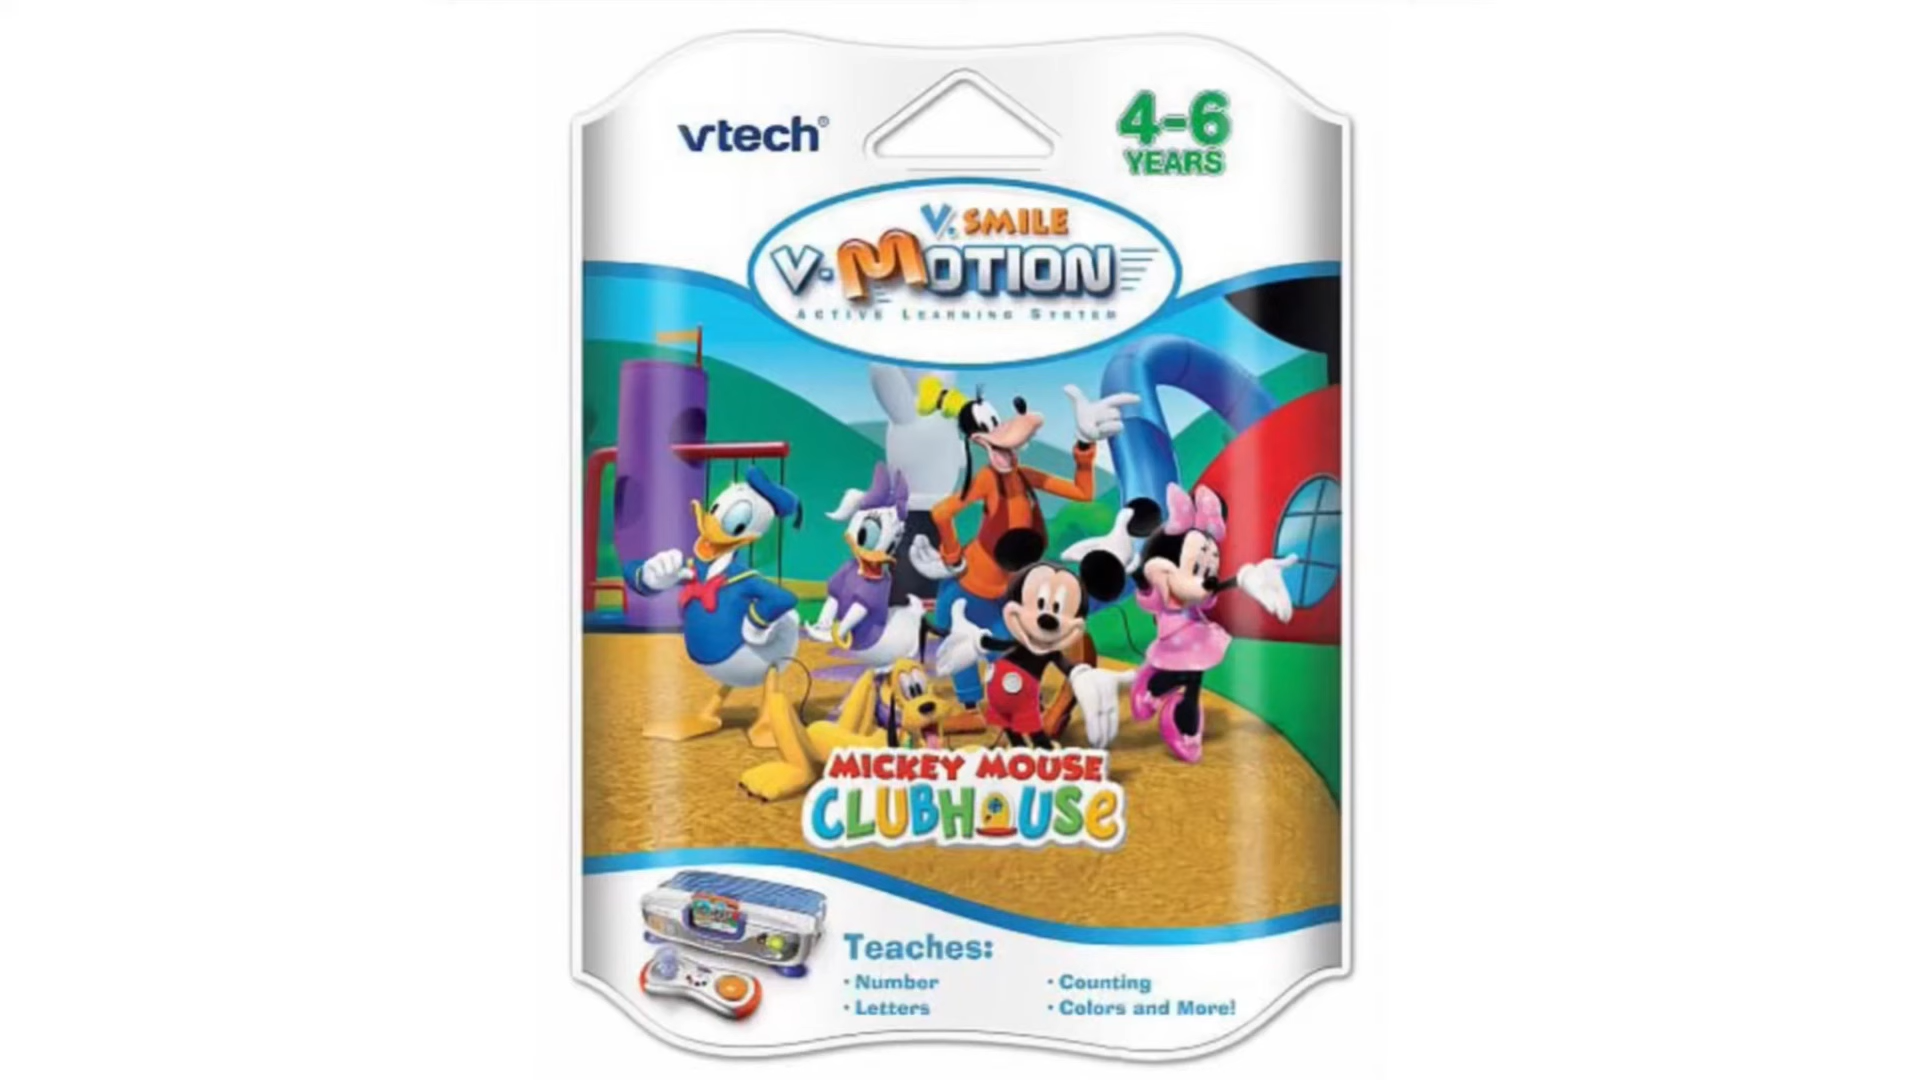 vtech®
4-6
YEARS
V.SMILE
V-MOTION
ACTIVE LEARNING SYSTEM
MICKEY MOUSE
CLUBHOUSE
Teaches:
• Number
• Letters
• Counting
• Colors and More!